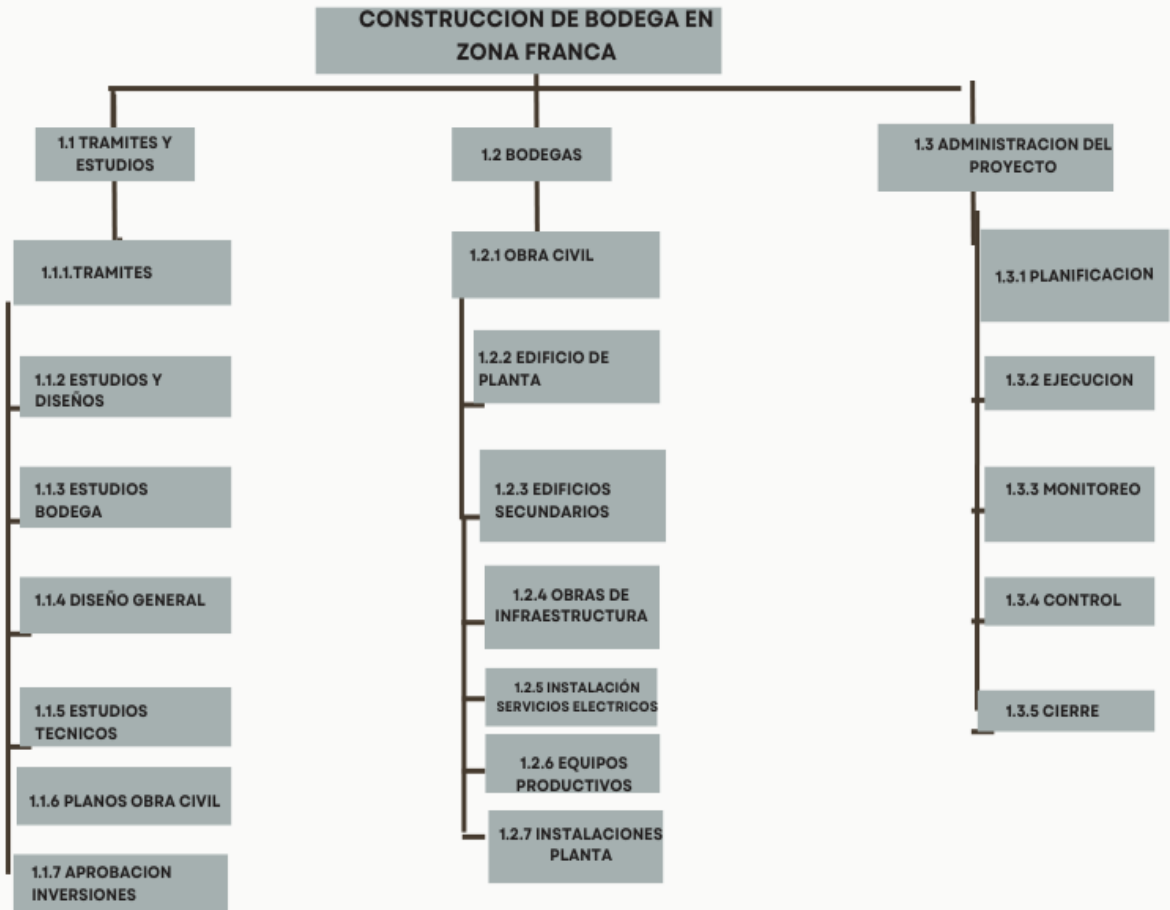 CONSTRUCCION DE BODEGA EN
ZONA FRANCA
1.1 TRAMITES Y
ESTUDIOS
1.1.1.TRAMITES
1.1.2 ESTUDIOS Y
DISEÑOS
1.1.3 ESTUDIOS
BODEGA
1.1.4 DISEÑO GENERAL
1.1.5 ESTUDIOS
TECNICOS
1.1.6 PLANOS OBRA CIVIL
1.1.7 APROBACION
INVERSIONES
1.2 BODEGAS
1.2.1 OBRA CIVIL
1.2.2 EDIFICIO DE
PLANTA
1.2.3 EDIFICIOS
SECUNDARIOS
1.2.4 OBRAS DE
INFRAESTRUCTURA
1.2.5 INSTALACIÓN
SERVICIOS ELECTRICOS
1.2.6 EQUIPOS
PRODUCTIVOS
1.2.7 INSTALACIONES
PLANTA
1.3 ADMINISTRACION DEL
PROYECTO
1.3.1 PLANIFICACION
1.3.2 EJECUCION
1.3.3 MONITOREO
1.3.4 CONTROL
1.3.5 CIERRE